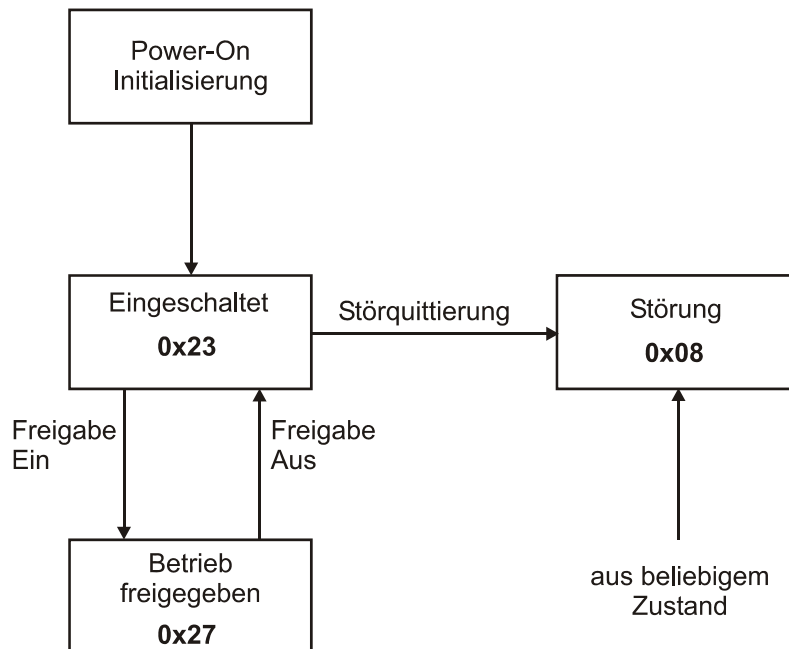 Power-On
Initialisierung
Eingeschaltet
0x23
Störquittierung
Störung
0x08
Freigabe
Ein
Freigabe
Aus
Betrieb
freigegeben
0x27
aus beliebigem
Zustand